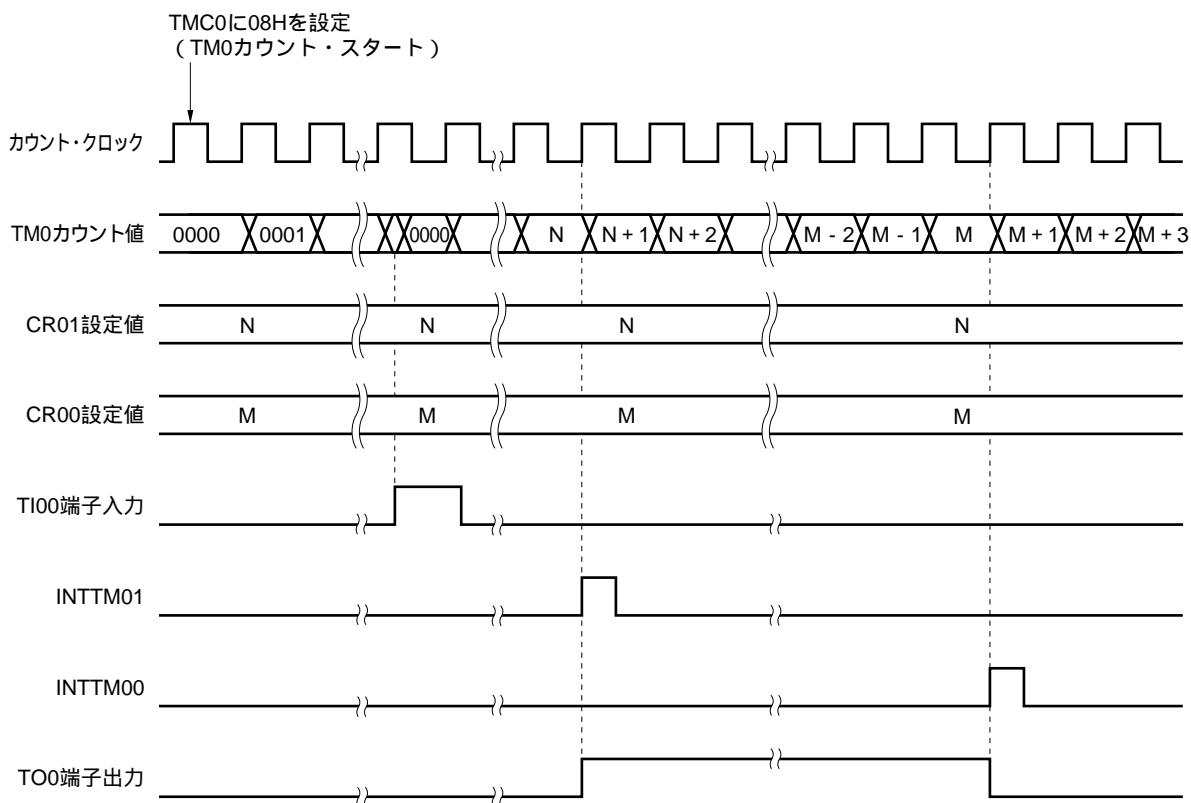 TMC0に08Hを設定
（TM0カウント・スタート）
カウント・クロック
TM0カウント値 0000 0001 0000 N N + 1 N + 2 M - 2 M - 1 M M + 1 M + 2 M + 3
CR01設定値 N N N N
CR00設定値 M M M M
TI00端子入力
INTTM01
INTTM00
TO0端子出力